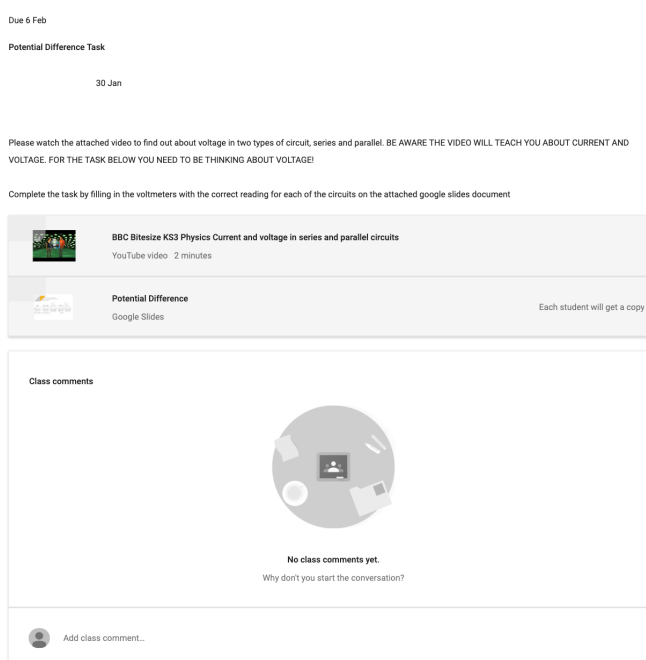 Due 6 Feb
Potential Difference Task
30 Jan
Please watch the attached video to find out about voltage in two types of circuit, series and parallel. BE AWARE THE VIDEO WILL TEACH YOU ABOUT CURRENT AND
VOLTAGE. FOR THE TASK BELOW YOU NEED TO BE THINKING ABOUT VOLTAGE!
Complete the task by filling in the voltmeters with the correct reading for each of the circuits on the attached google slides document
BBC Bitesize KS3 Physics Current and voltage in series and parallel circuits
YouTube video 2 minutes
Potential Difference
Google Slides
Each student will get a copy
Class comments
No class comments yet.
Why don't you start the conversation?
Add class comment...